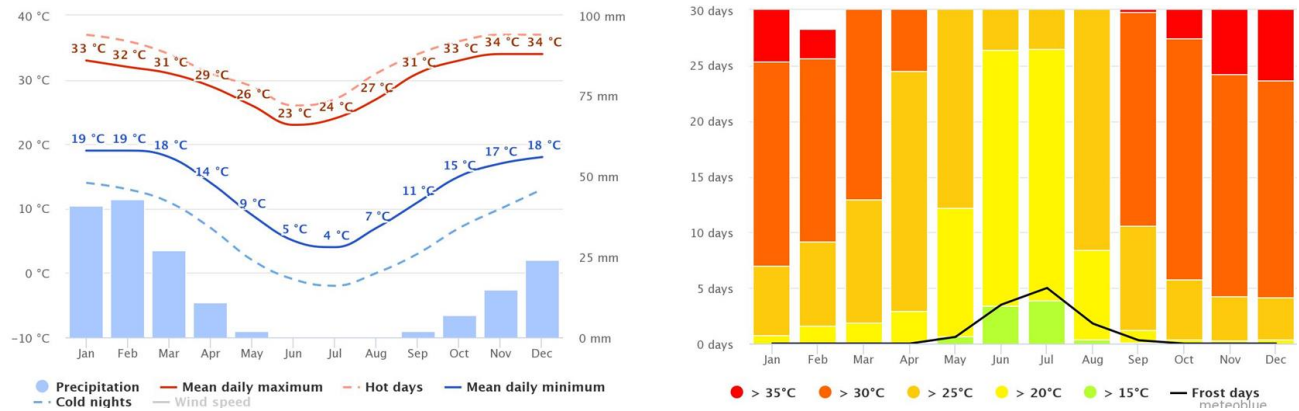 40 °C
30 °C
20 °C
10 °C
0 °C
-10 °C
100 mm
75 mm
50 mm
25 mm
0 mm
33 °C 32 °C 31 °C 29 °C 26 °C 23 °C 24 °C 27 °C 31 °C 33 °C 34 °C 34 °C
19 °C 19 °C 18 °C 14 °C 9 °C 5 °C 4 °C 7 °C 11 °C 15 °C 17 °C 18 °C
Jan Feb Mar Apr May Jun Jul Aug Sep Oct Nov Dec
Precipitation Mean daily maximum Hot days Mean daily minimum
Cold nights Wind speed
30 days
25 days
20 days
15 days
10 days
5 days
0 days
Jan Feb Mar Apr May Jun Jul Aug Sep Oct Nov Dec
> 35°C > 30°C > 25°C > 20°C > 15°C Frost days
meteoblue